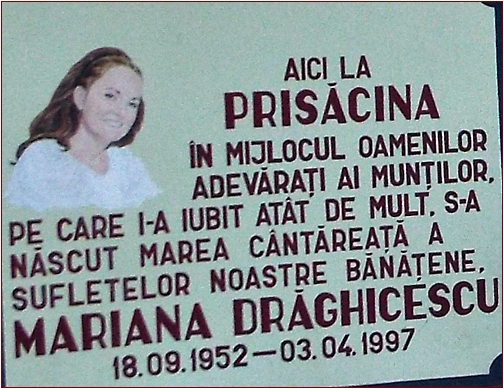 AICI LA
PRISĂCINA
ÎN MIJLOCUL OAMENILOR
ADEVĂRAȚI AI MUNȚILOR,
PE CARE I-A IUBIT ATÂT DE MULT, S-A
NĂSCUT MAREA CÂNTĂREAȚĂ A
SUFLETELOR NOASTRE BĂNĂȚENE,
MARIANA DRĂGHICESCU
18.09.1952 — 03.04.1997